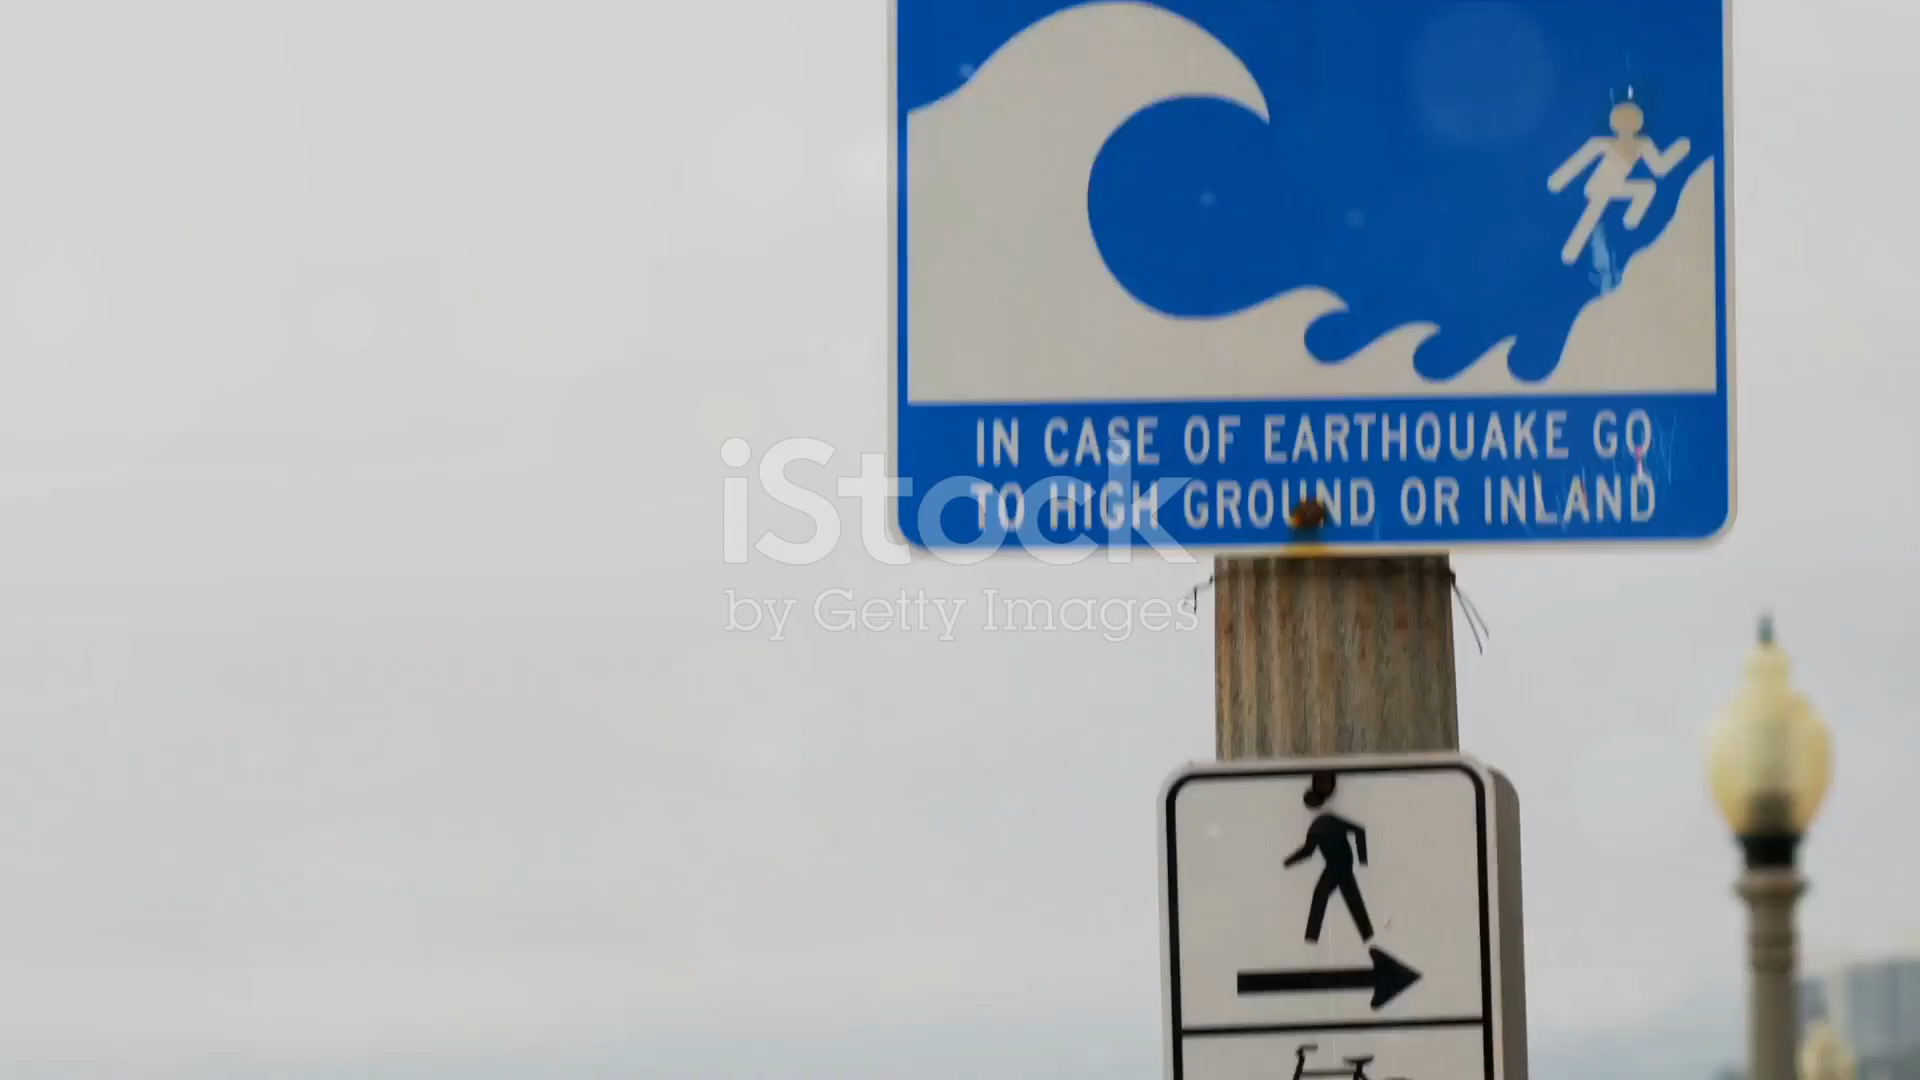 IN CASE OF EARTHQUAKE GO
TO HIGH GROUND OR INLAND
iStock
by Getty Images